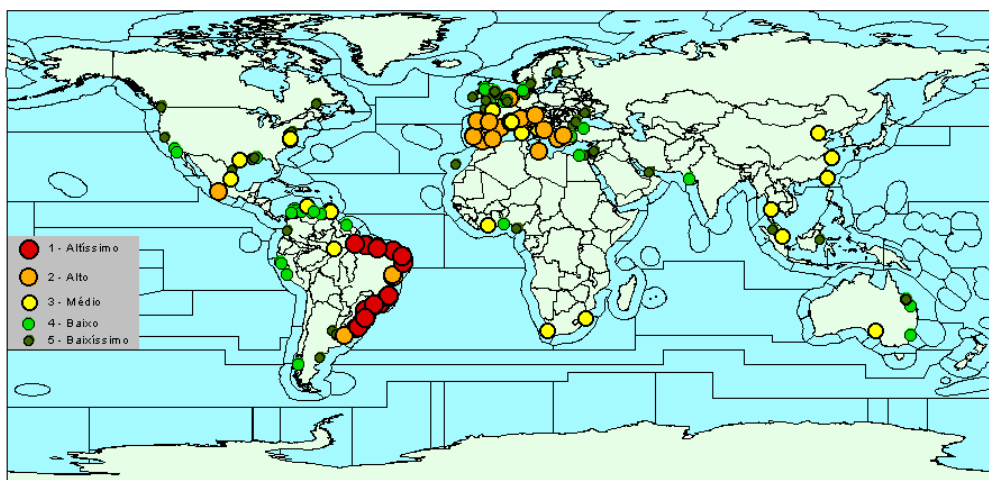 1 - Altíssimo
2 - Alto
3 - Médio
4 - Baixo
5 - Baixíssimo